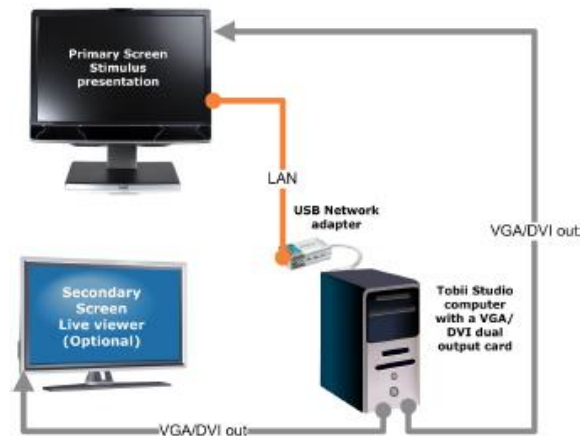 Primary Screen
Stimulus
presentation
LAN
USB Network
adapter
VGA/DVI out
Secondary
Screen
Live viewer
(Optional)
Tobii Studio
computer
with a VGA/
DVI dual
output card
VGA/DVI out